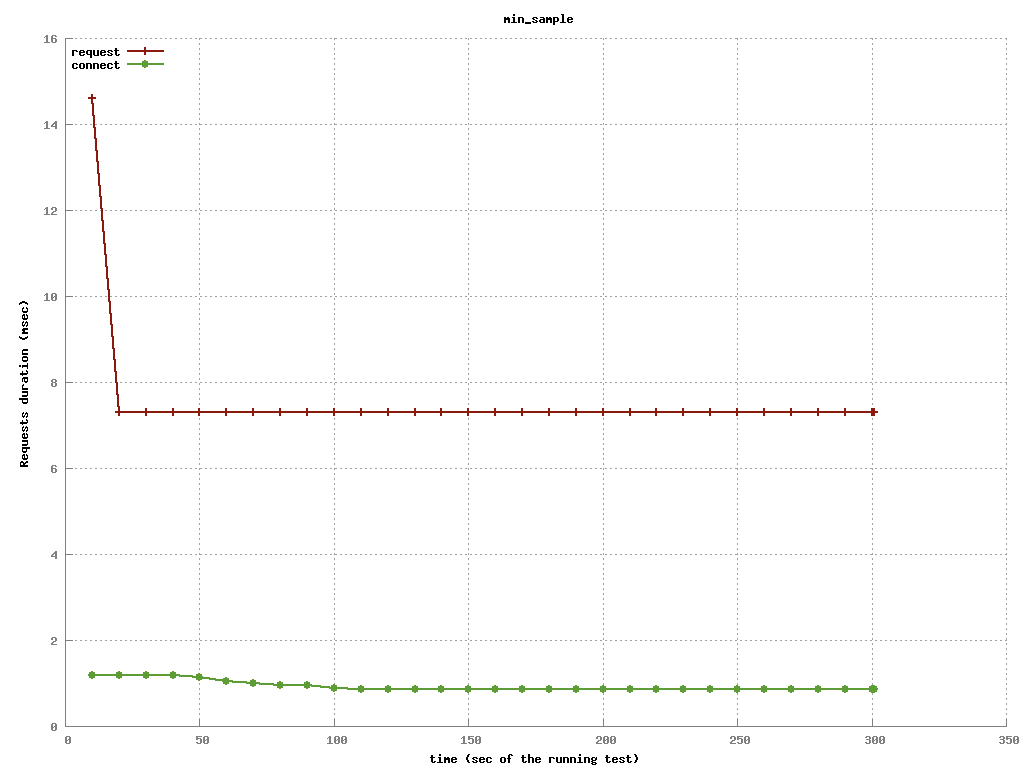 min_sample
16
request
connect
14
12
10
8
6
4
2
0
Requests duration (msec)
0 50 100 150 200 250 300 350
time (sec of the running test)